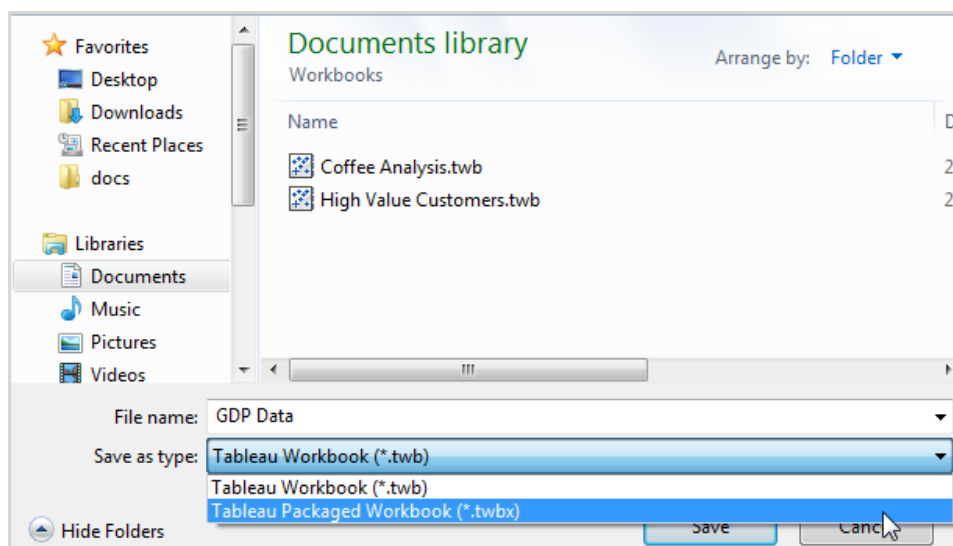 Favorites
Desktop
Downloads
Recent Places
docs
Libraries
Documents
Music
Pictures
Videos
Documents library
Workbooks
Arrange by: Folder
Name
Coffee Analysis.twb
2
High Value Customers.twb
2
File name: GDP Data
Save as type: Tableau Workbook (*.twb)
Tableau Workbook (*.twb)
Tableau Packaged Workbook (*.twbx)
Hide Folders
Save